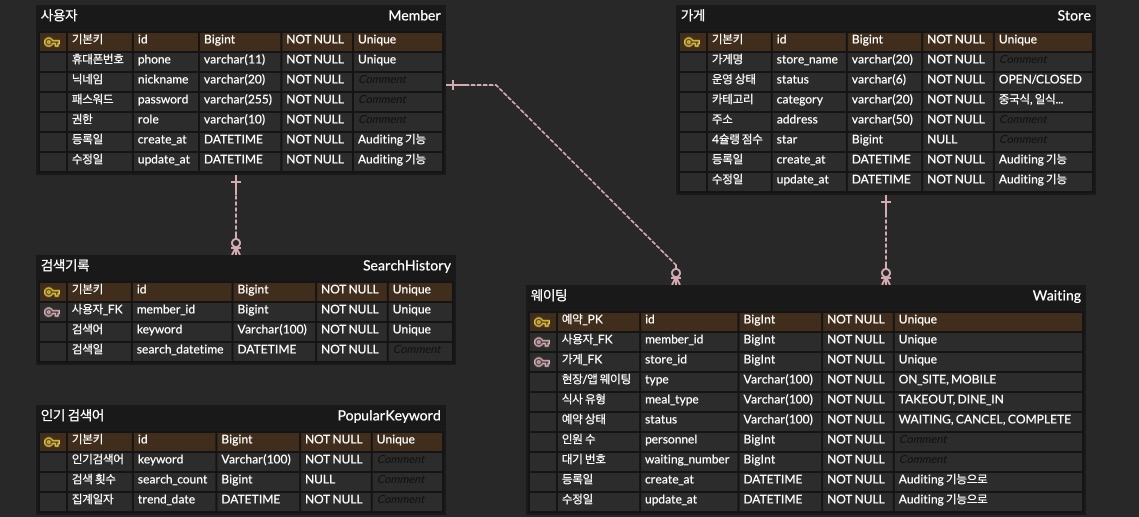 사용자 Member
기본키 id Bigint NOT NULL Unique
휴대폰번호 phone varchar(11) NOT NULL Unique
닉네임 nickname varchar(20) NOT NULL Comment
패스워드 password varchar(255) NOT NULL Comment
권한 role varchar(10) NOT NULL Comment
등록일 create_at DATETIME NOT NULL Auditing 기능
수정일 update_at DATETIME NOT NULL Auditing 기능
가게 Store
기본키 id Bigint NOT NULL Unique
가게명 store_name varchar(20) NOT NULL Comment
운영 상태 status varchar(6) NOT NULL OPEN/CLOSED
카테고리 category varchar(20) NOT NULL 중국식, 일식...
주소 address varchar(50) NOT NULL Comment
4슐랭 점수 star Bigint NULL Comment
등록일 create_at DATETIME NOT NULL Auditing 기능
수정일 update_at DATETIME NOT NULL Auditing 기능
검색기록 SearchHistory
기본키 id Bigint NOT NULL Unique
사용자_FK member_id Bigint NOT NULL Unique
검색어 keyword Varchar(100) NOT NULL Unique
검색일 search_datetime DATETIME NOT NULL Comment
웨이팅 Waiting
예약_PK id BigInt NOT NULL Unique
사용자_FK member_id BigInt NOT NULL Unique
가게_FK store_id BigInt NOT NULL Unique
현장/앱 웨이팅 type Varchar(100) NOT NULL ON_SITE, MOBILE
식사 유형 meal_type Varchar(100) NOT NULL TAKEOUT, DINE_IN
예약 상태 status Varchar(100) NOT NULL WAITING, CANCEL, COMPLETE
인원 수 personnel BigInt NOT NULL Comment
대기 번호 waiting_number BigInt NOT NULL Comment
등록일 create_at DATETIME NOT NULL Auditing 기능으로
수정일 update_at DATETIME NOT NULL Auditing 기능으로
인기 검색어 PopularKeyword
기본키 id Bigint NOT NULL Unique
인기검색어 keyword Varchar(100) NOT NULL Comment
검색 횟수 search_count Bigint NULL Comment
집계일자 trend_date DATETIME NOT NULL Comment